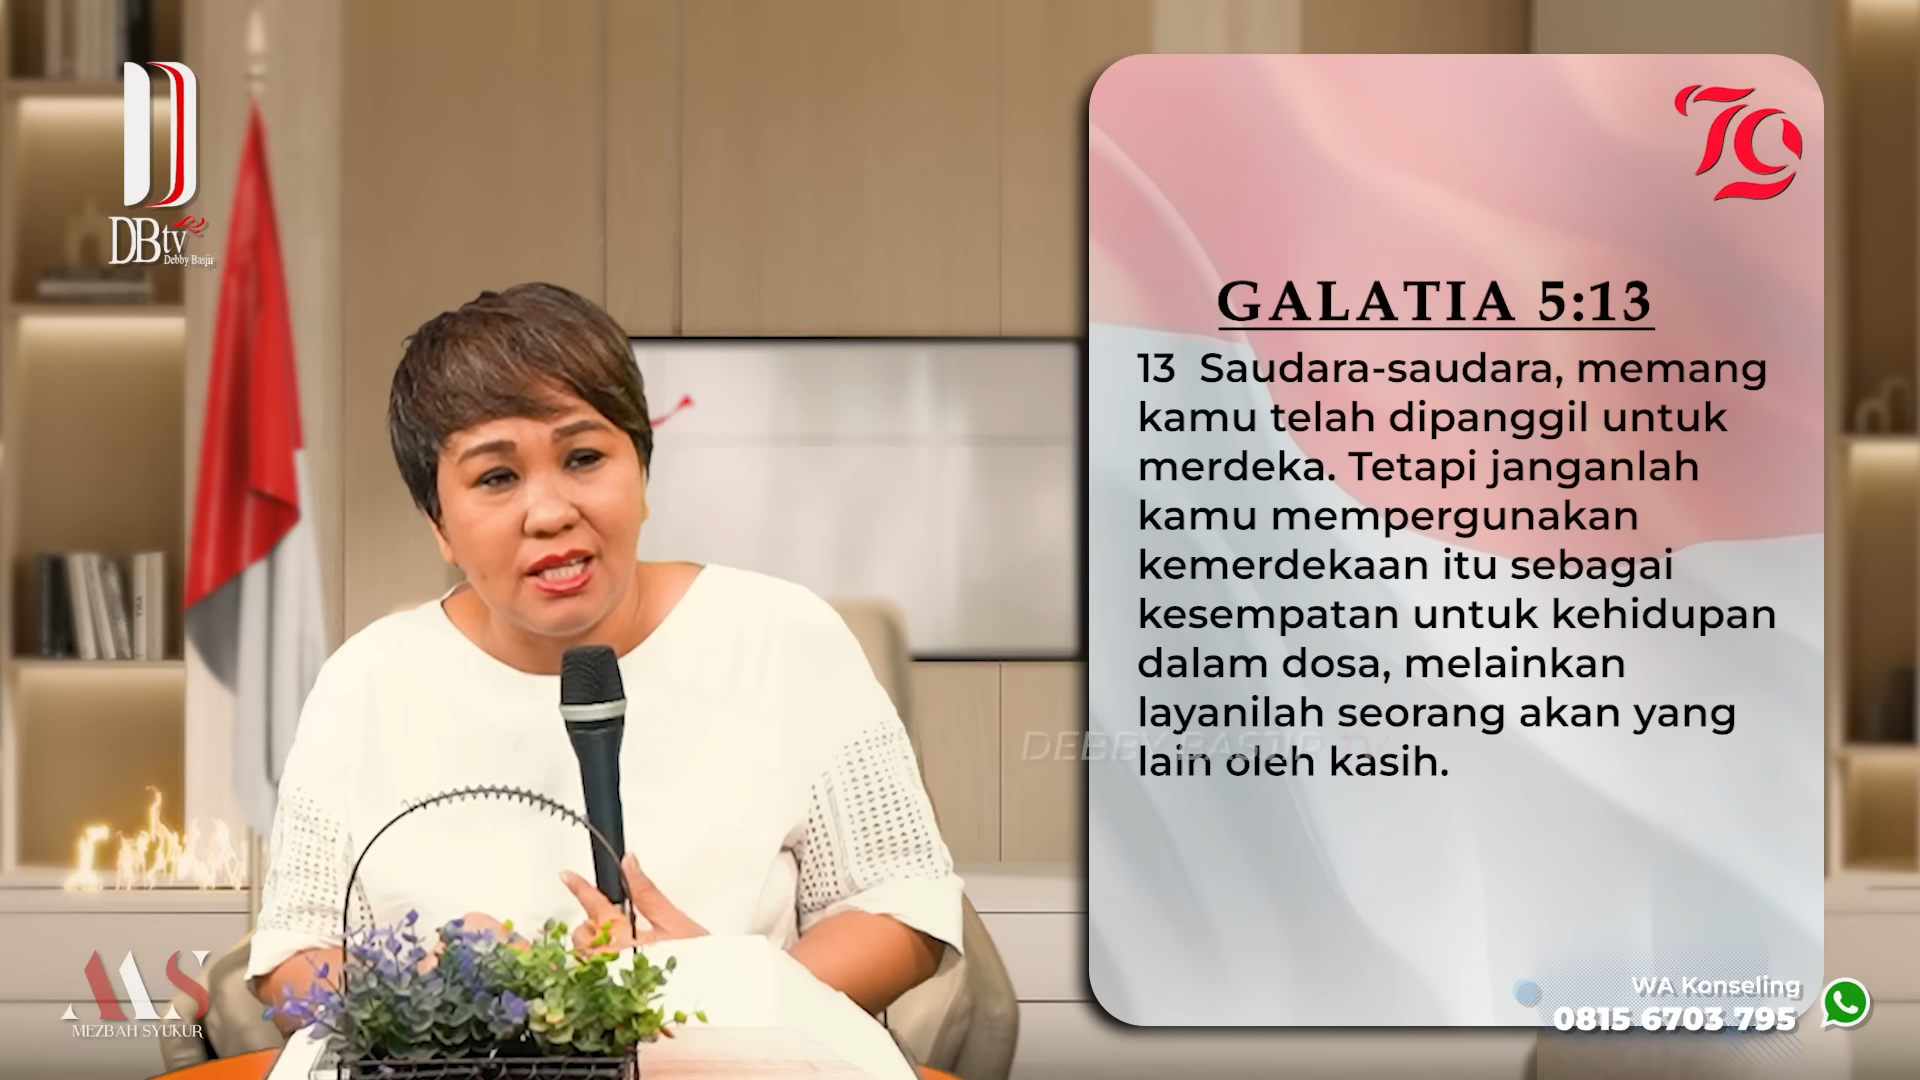 DBtv
Debby Basjir
79
GALATIA 5:13
13 Saudara-saudara, memang
kamu telah dipanggil untuk
merdeka. Tetapi janganlah
kamu mempergunakan
kemerdekaan itu sebagai
kesempatan untuk kehidupan
dalam dosa, melainkan
layanilah seorang akan yang
lain oleh kasih.
DEBBY BASJIR TV
MS
MEZBAH SYUKUR
WA Konseling
0815 6703 795